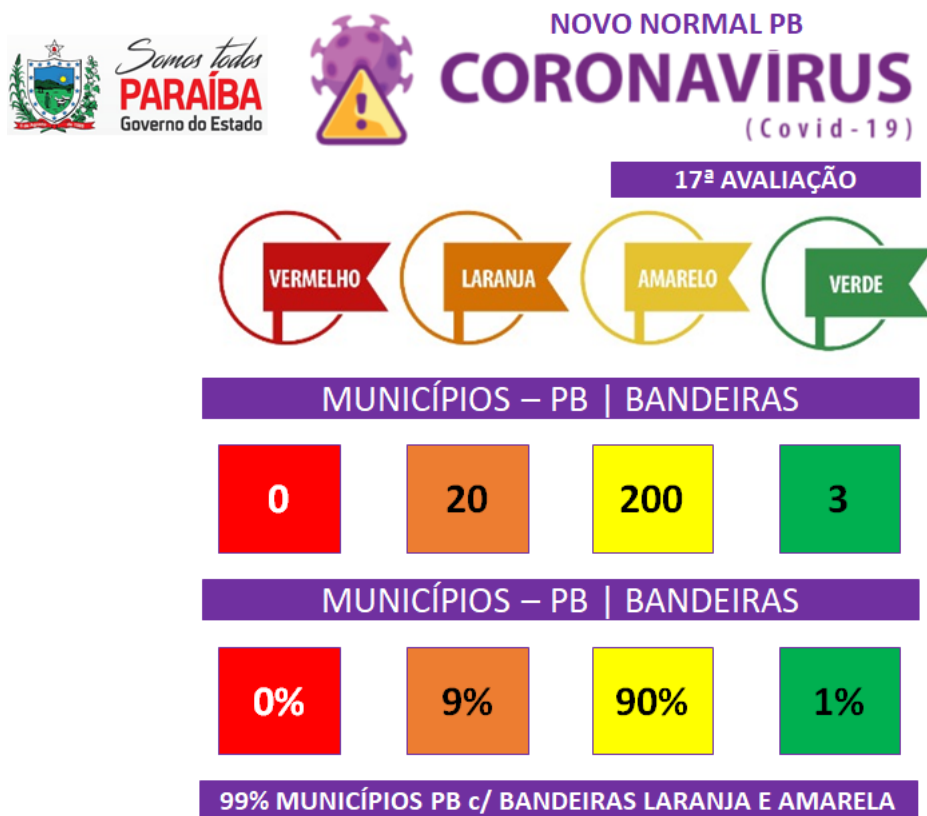 Somos todos
PARAÍBA
Governo do Estado
NOVO NORMAL PB
CORONAVÍRUS
(Covid-19)
17ª AVALIAÇÃO
VERMELHO
LARANJA
AMARELO
VERDE
MUNICÍPIOS – PB | BANDEIRAS
0
20
200
3
MUNICÍPIOS – PB | BANDEIRAS
0%
9%
90%
1%
99% MUNICÍPIOS PB c/ BANDEIRAS LARANJA E AMARELA